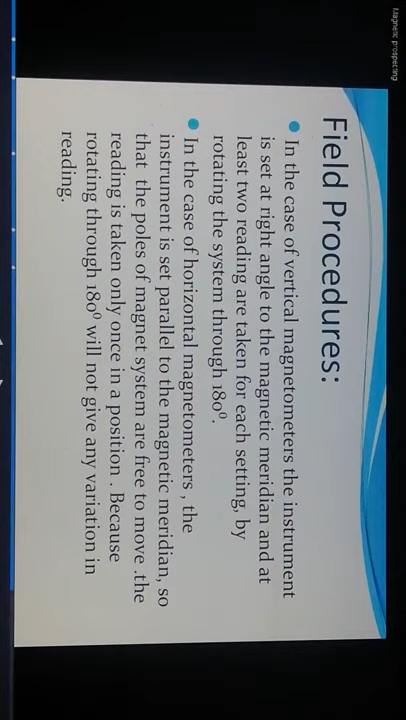 Magnetic prospecting
Field Procedures:
In the case of vertical magnetometers the instrument
is set at right angle to the magnetic meridian and at
least two reading are taken for each setting, by
rotating the system through 180⁰.
In the case of horizontal magnetometers , the
instrument is set parallel to the magnetic meridian, so
that the poles of magnet system are free to move .the
reading is taken only once in a position . Because
rotating through 180⁰ will not give any variation in
reading.